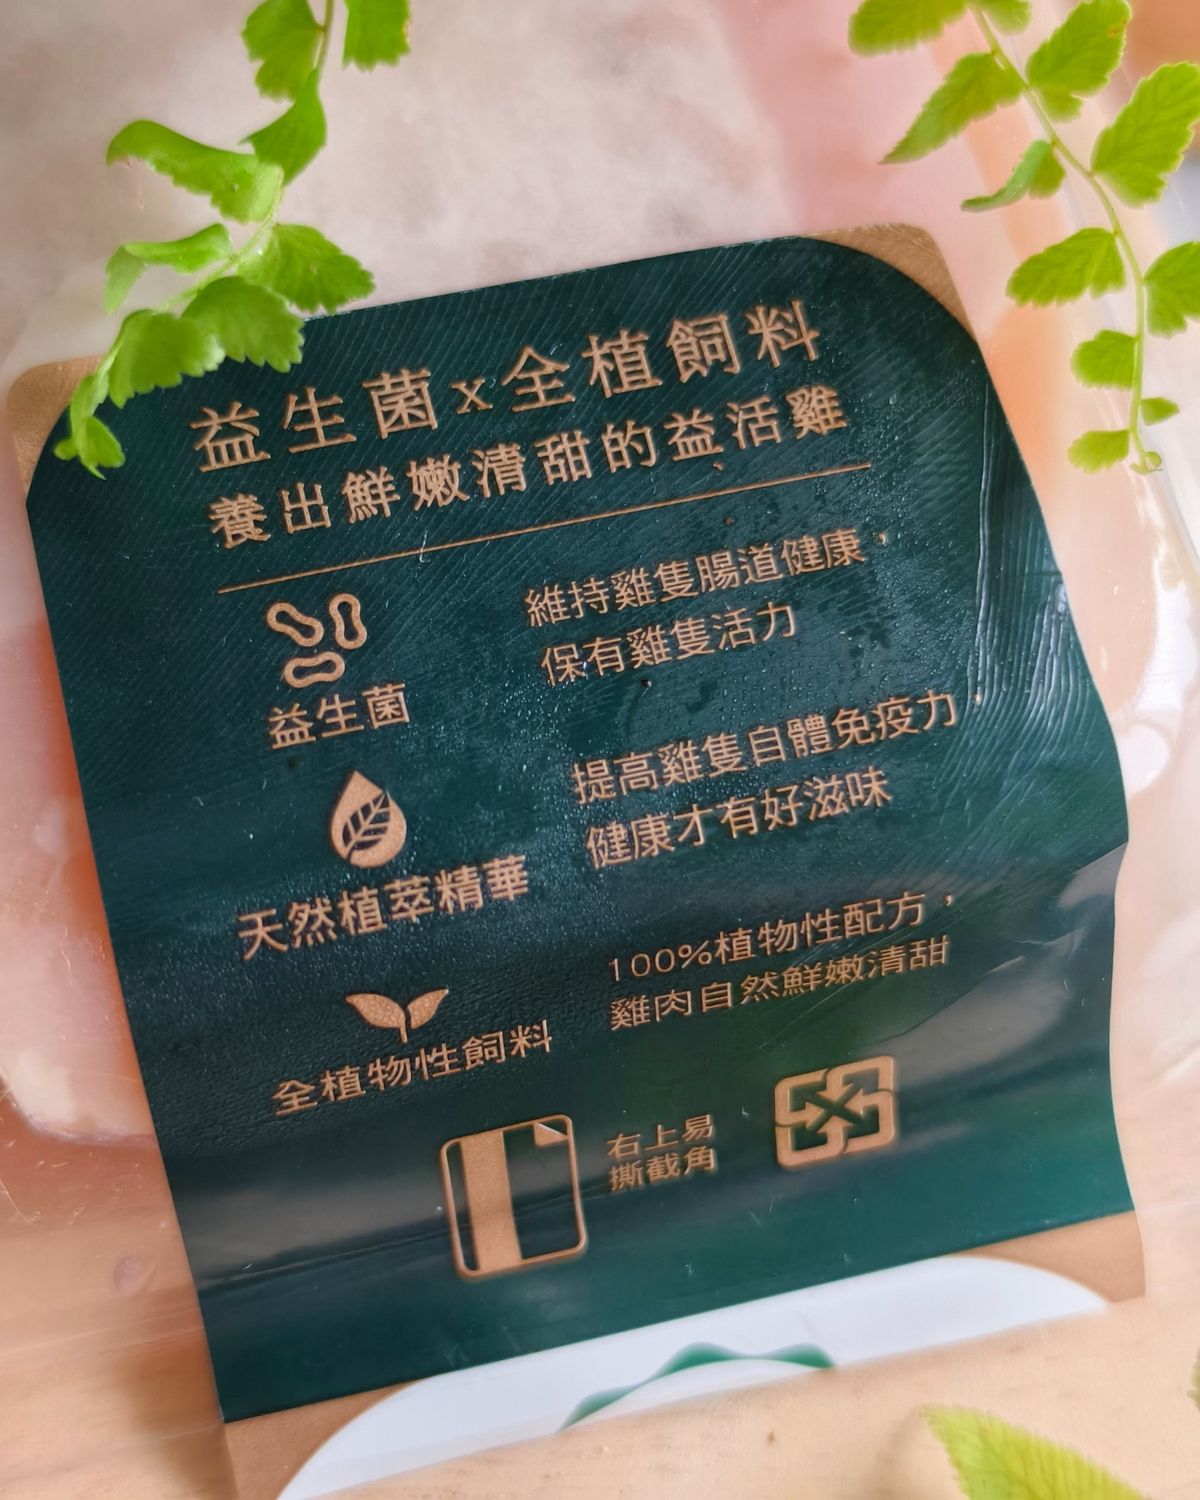 益生菌x全植飼料
養出鮮嫩清甜的益活雞
益生菌
維持雞隻腸道健康，
保有雞隻活力
天然植萃精華
提高雞隻自體免疫力，
健康才有好滋味
全植物性飼料
100%植物性配方，
雞肉自然鮮嫩清甜
右上易
撕截角